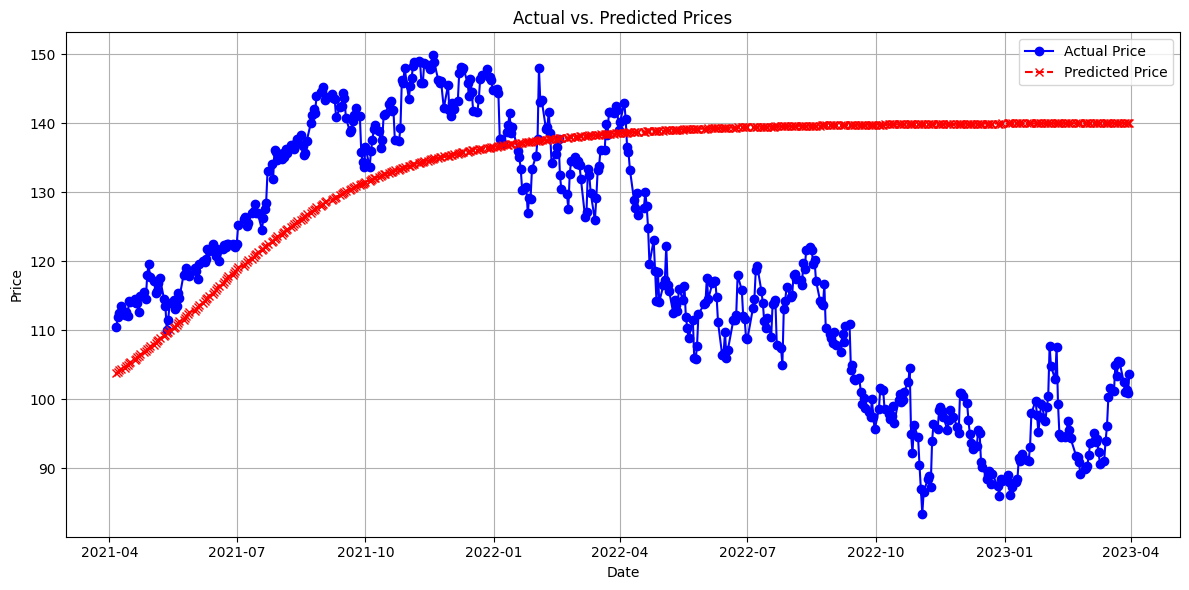 Actual vs. Predicted Prices
Actual Price
Predicted Price
Price
150
140
130
120
110
100
90
2021-04 2021-07 2021-10 2022-01 2022-04 2022-07 2022-10 2023-01 2023-04
Date